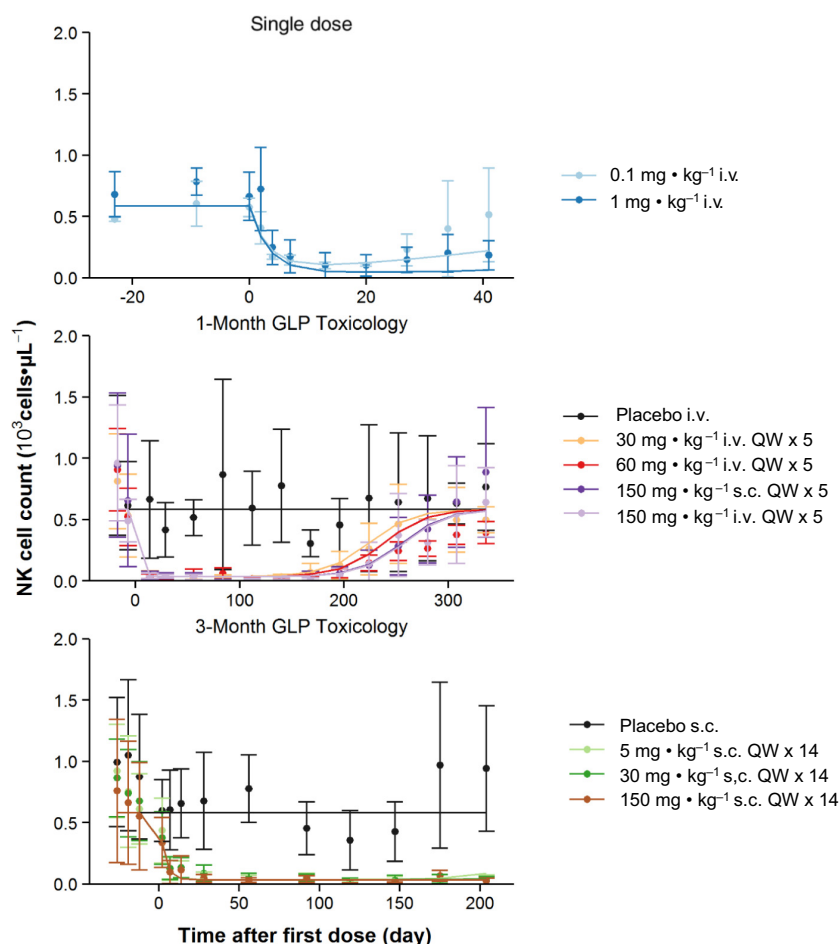 Single dose
2.0
1.5
1.0
0.5
0.0
-20 0 20 40
0.1 mg • kg⁻¹ i.v.
1 mg • kg⁻¹ i.v.
1-Month GLP Toxicology
NK cell count (10³cells•µL⁻¹)
2.0
1.5
1.0
0.5
0.0
0 100 200 300
Placebo i.v.
30 mg • kg⁻¹ i.v. QW x 5
60 mg • kg⁻¹ i.v. QW x 5
150 mg • kg⁻¹ s.c. QW x 5
150 mg • kg⁻¹ i.v. QW x 5
3-Month GLP Toxicology
2.0
1.5
1.0
0.5
0.0
0 50 100 150 200
Placebo s.c.
5 mg • kg⁻¹ s.c. QW x 14
30 mg • kg⁻¹ s,c. QW x 14
150 mg • kg⁻¹ s.c. QW x 14
Time after first dose (day)